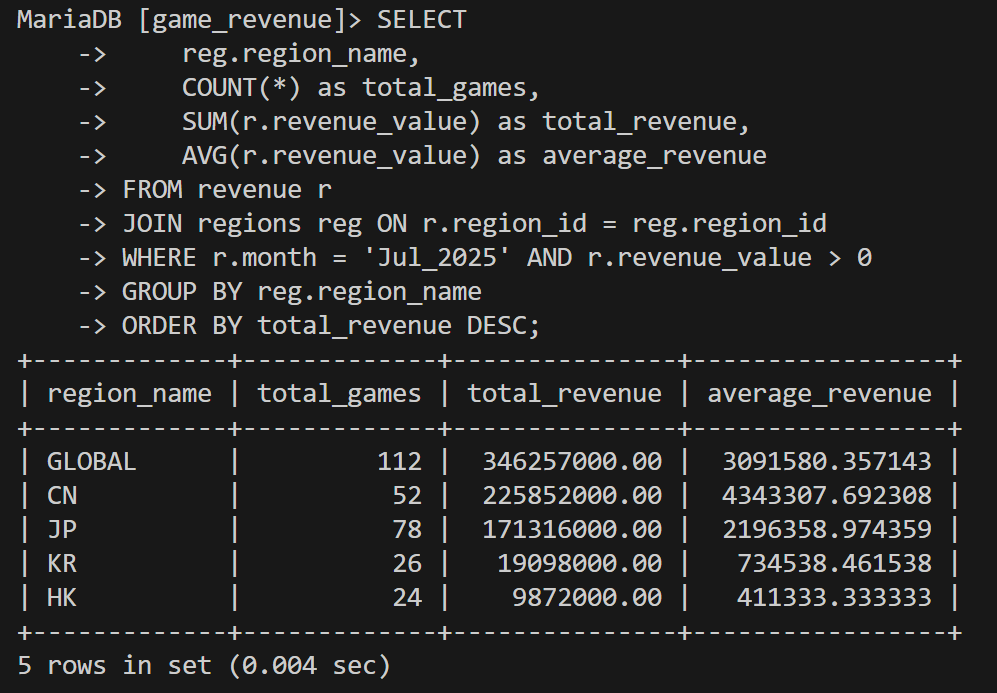 MariaDB [game_revenue]> SELECT
    ->     reg.region_name,
    ->     COUNT(*) as total_games,
    ->     SUM(r.revenue_value) as total_revenue,
    ->     AVG(r.revenue_value) as average_revenue
    -> FROM revenue r
    -> JOIN regions reg ON r.region_id = reg.region_id
    -> WHERE r.month = 'Jul_2025' AND r.revenue_value > 0
    -> GROUP BY reg.region_name
    -> ORDER BY total_revenue DESC;
+-------------+-------------+---------------+-----------------+
| region_name | total_games | total_revenue | average_revenue |
+-------------+-------------+---------------+-----------------+
| GLOBAL      |         112 |  346257000.00 |  3091580.357143 |
| CN          |          52 |  225852000.00 |  4343307.692308 |
| JP          |          78 |  171316000.00 |  2196358.974359 |
| KR          |          26 |   19098000.00 |   734538.461538 |
| HK          |          24 |    9872000.00 |   411333.333333 |
+-------------+-------------+---------------+-----------------+
5 rows in set (0.004 sec)